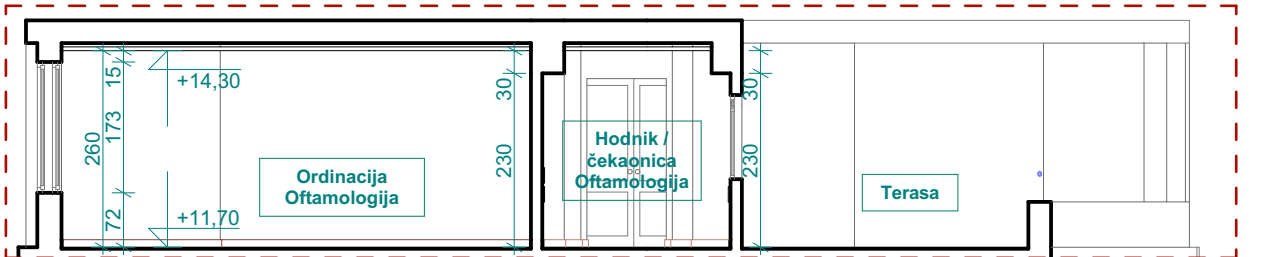 +14,30
15
173
260
72
+11,70
Ordinacija
Oftamologija
30
230
Hodnik /
čekaonica
Oftamologija
30
230
Terasa